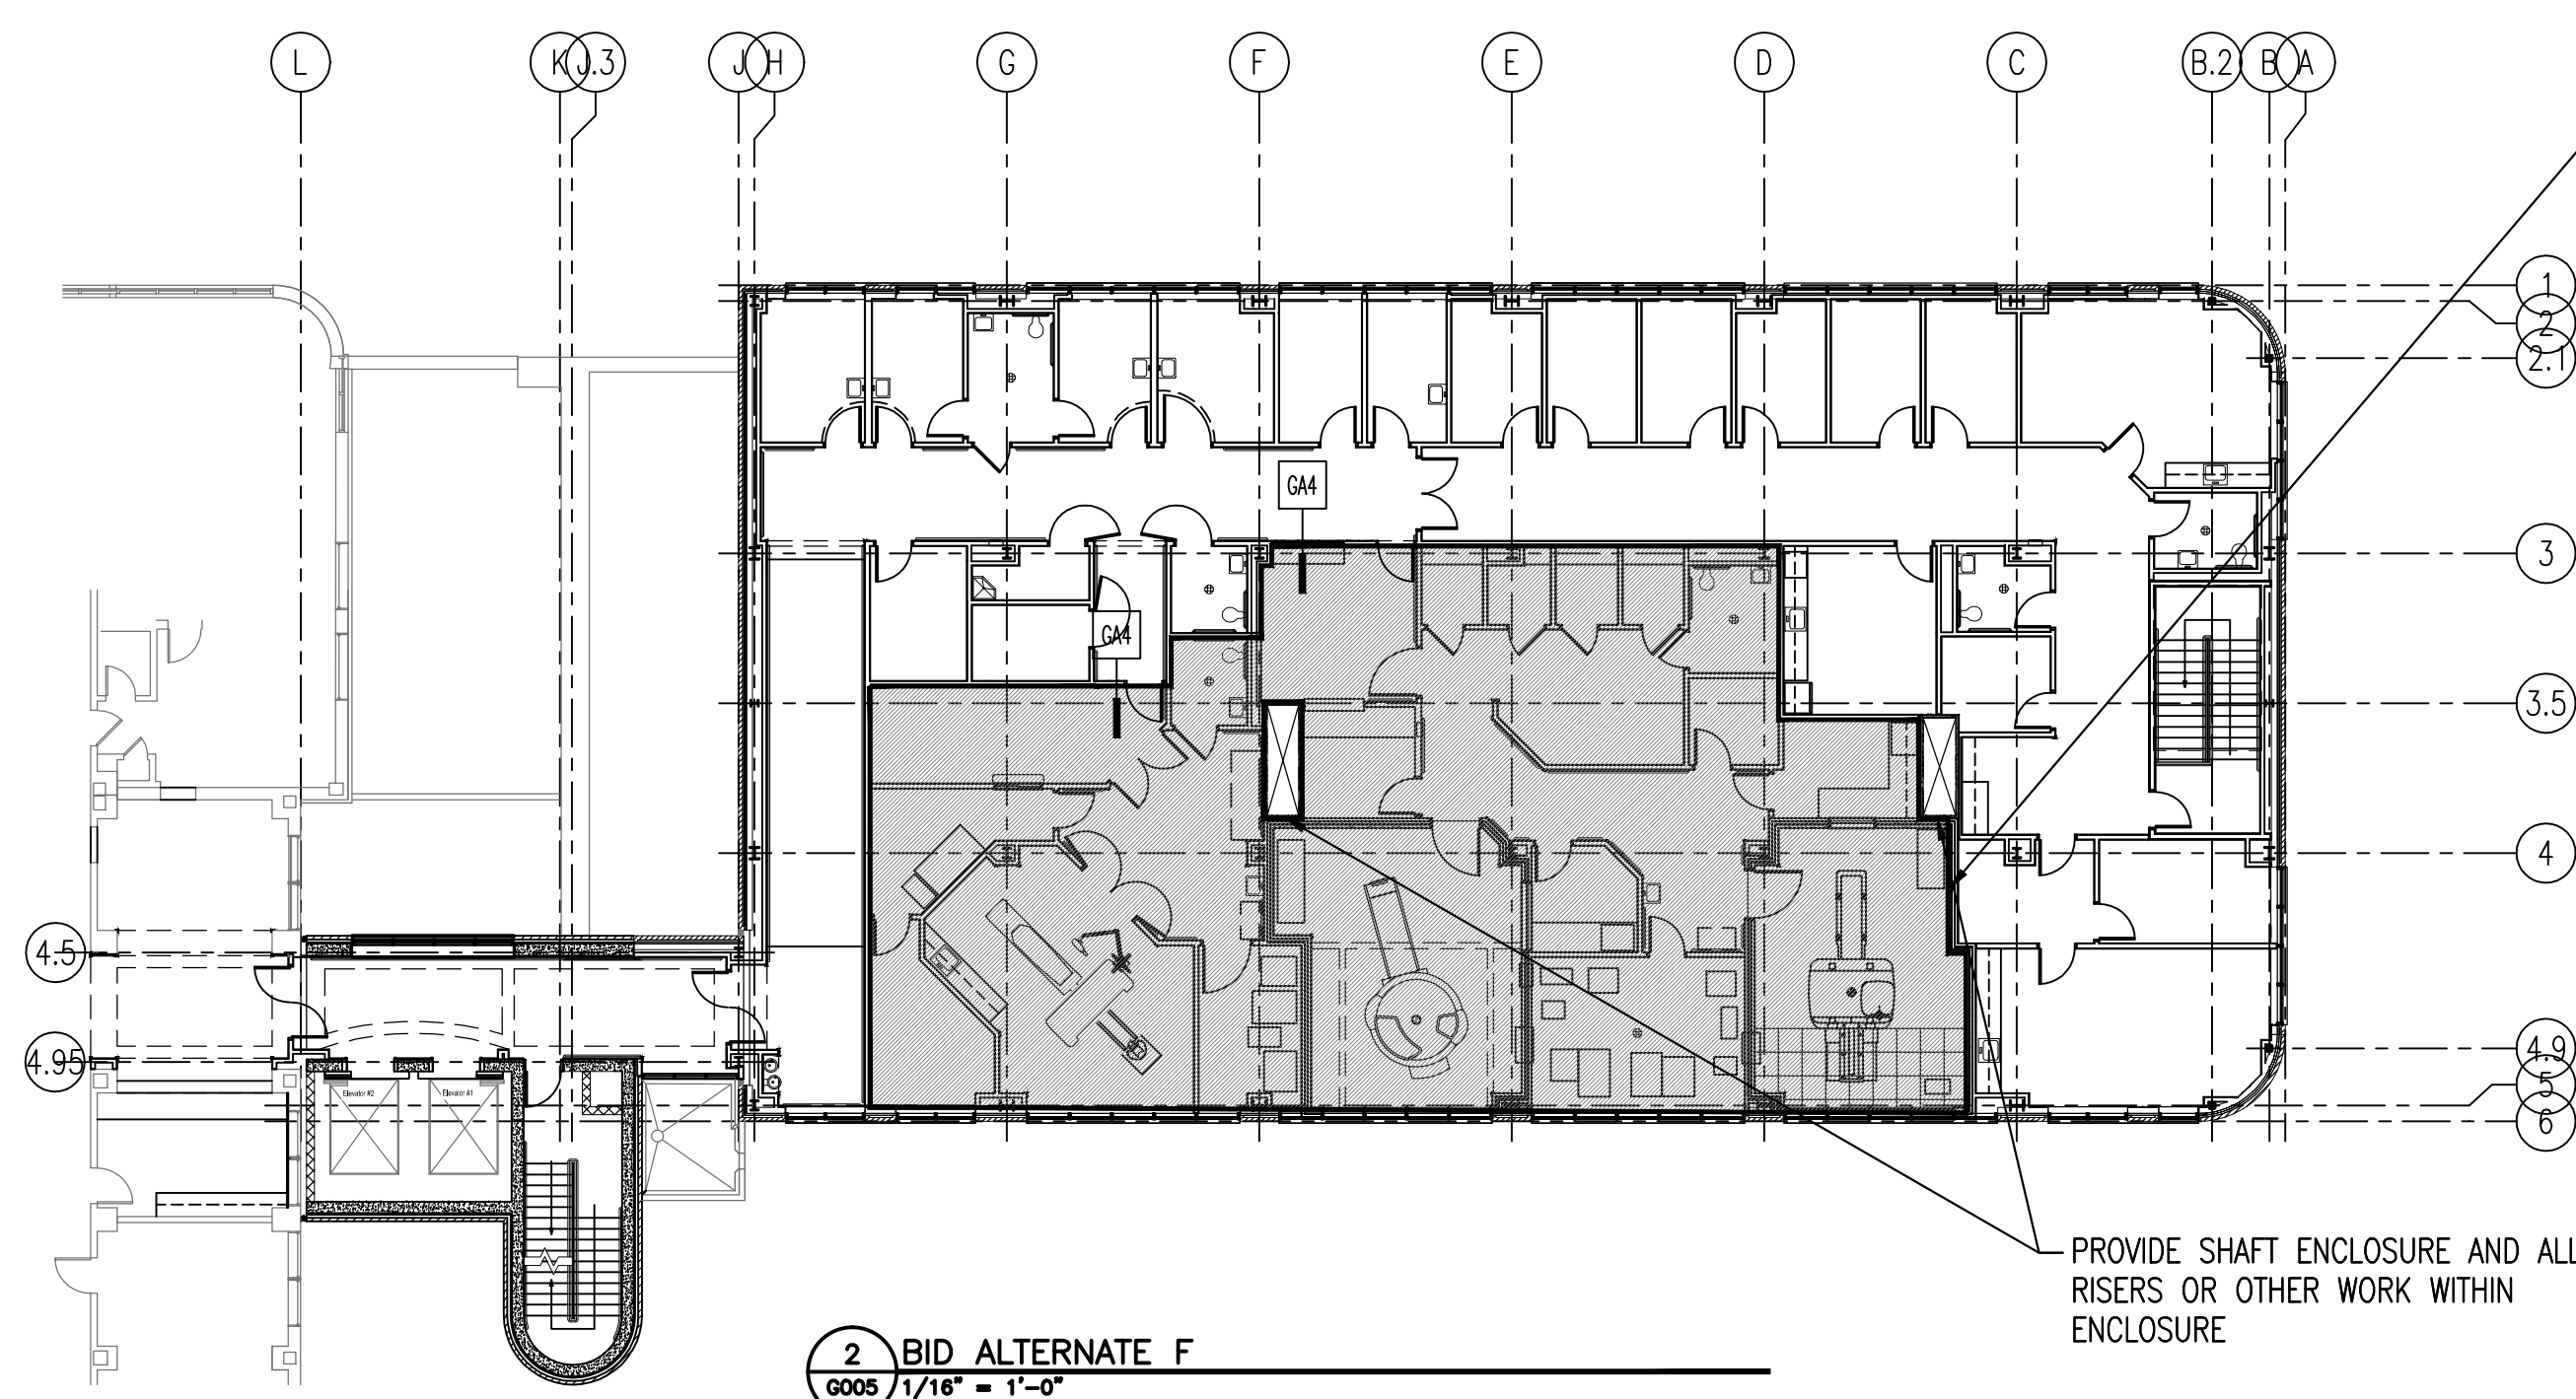 L K J.3 J H G F E D C B.2 B A
1
2
2.1
GA4
3
GA4
3.5
4
4.5
4.9
4.95
5
6
Elevator #2 Elevator #1
PROVIDE SHAFT ENCLOSURE AND ALL
RISERS OR OTHER WORK WITHIN
ENCLOSURE
2 BID ALTERNATE F
G005 1/16" = 1'-0"